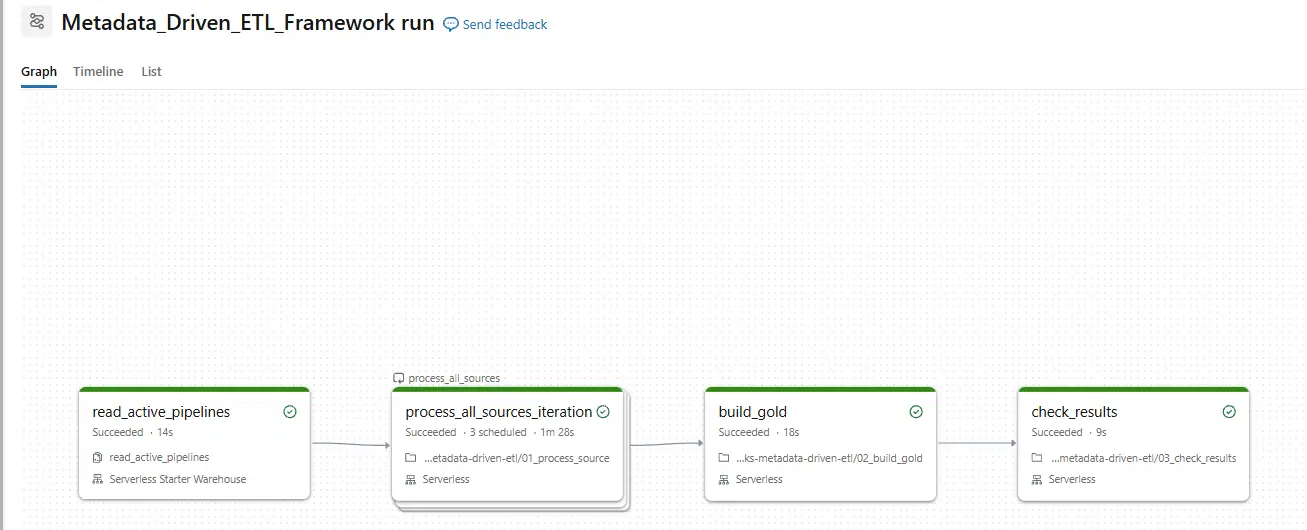 Metadata_Driven_ETL_Framework run Send feedback
Graph Timeline List
process_all_sources
read_active_pipelines
Succeeded · 14s
read_active_pipelines
Serverless Starter Warehouse
process_all_sources_iteration
Succeeded · 3 scheduled · 1m 28s
...etadata-driven-etl/01_process_source
Serverless
build_gold
Succeeded · 18s
...ks-metadata-driven-etl/02_build_gold
Serverless
check_results
Succeeded · 9s
...metadata-driven-etl/03_check_results
Serverless